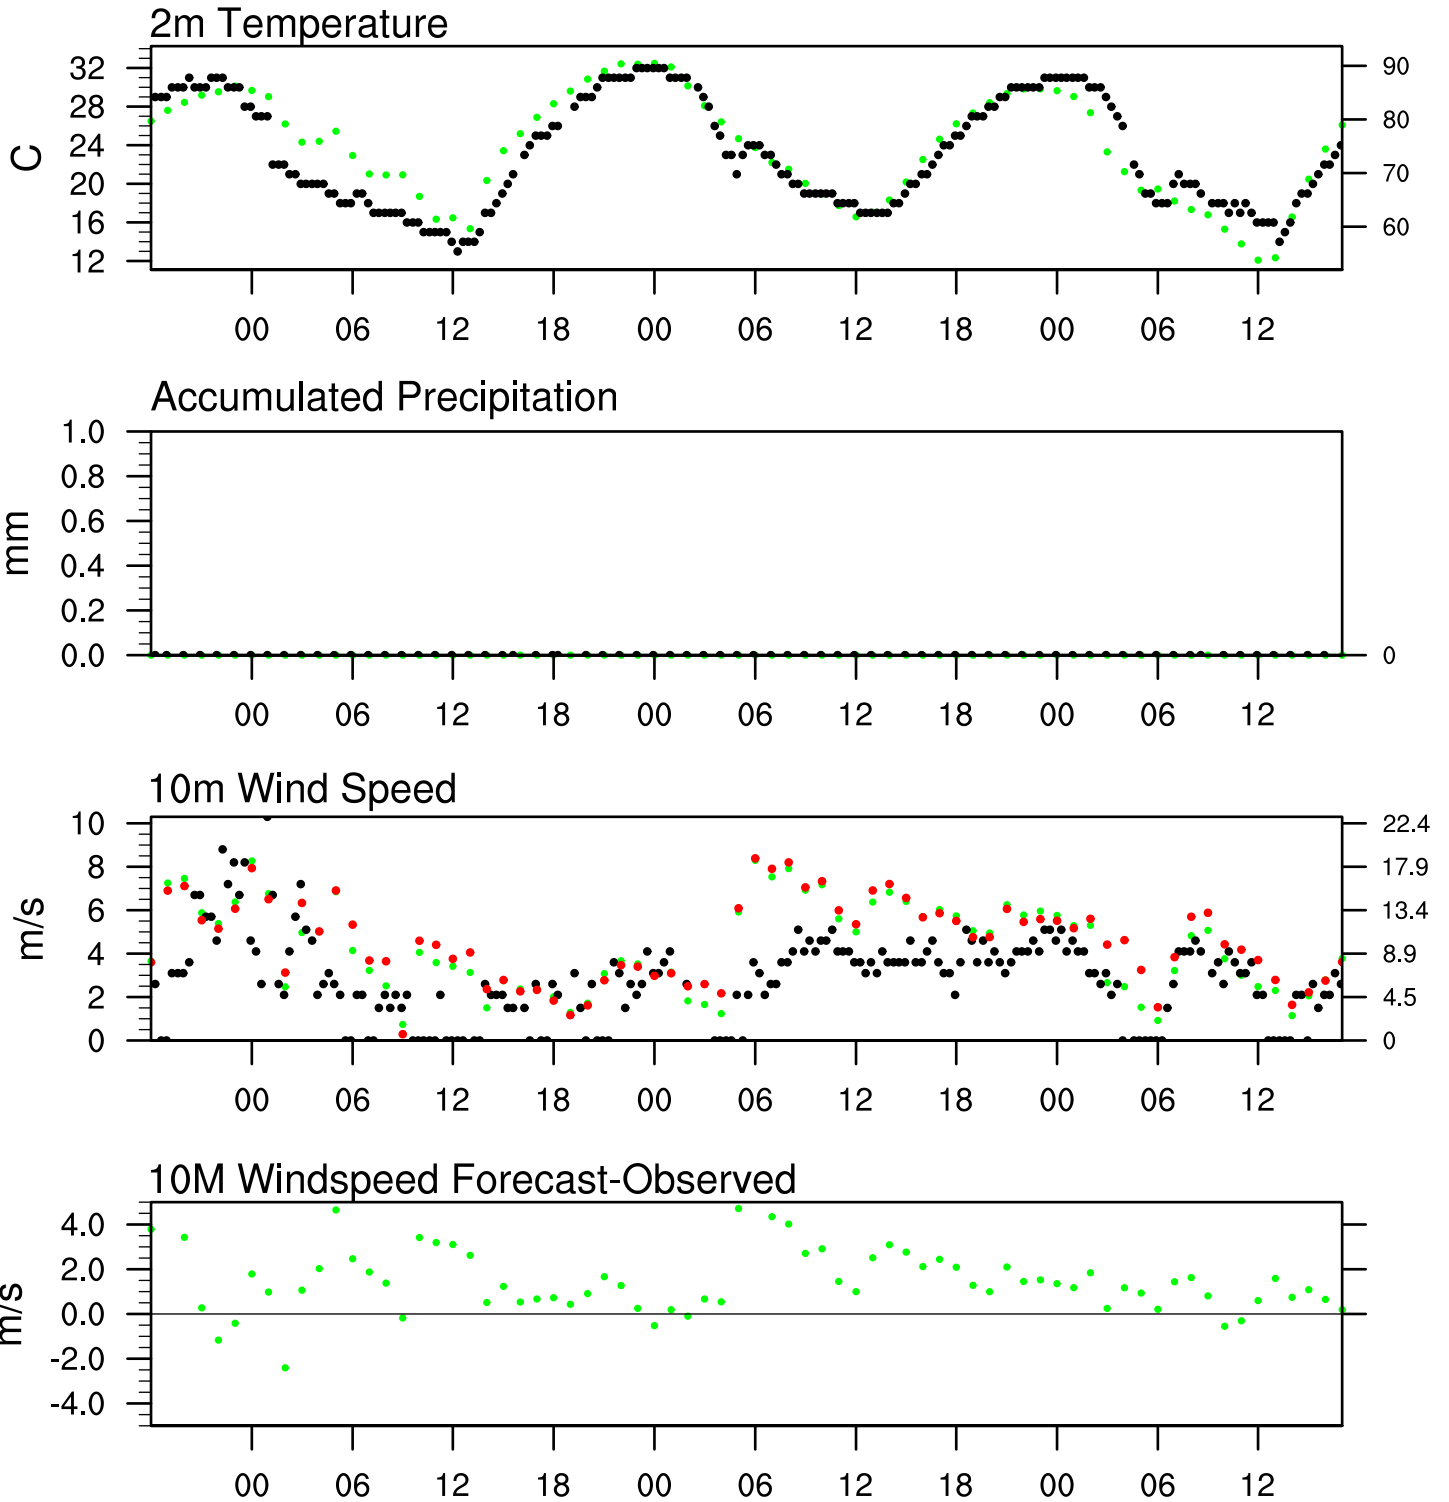 2m Temperature
32 90
28 80
24
C
20 70
16 60
12
00 06 12 18 00 06 12 18 00 06 12
Accumulated Precipitation
1.0
0.8
0.6
mm
0.4
0.2
0.0 0
00 06 12 18 00 06 12 18 00 06 12
10m Wind Speed
10 22.4
8 17.9
6 13.4
m/s
4 8.9
2 4.5
0 0
00 06 12 18 00 06 12 18 00 06 12
10M Windspeed Forecast-Observed
4.0
2.0
0.0
m/s
-2.0
-4.0
00 06 12 18 00 06 12 18 00 06 12